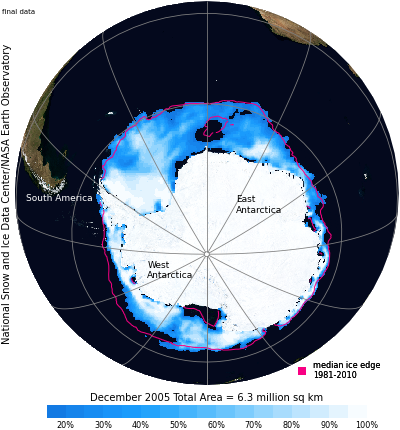 final data
National Snow and Ice Data Center/NASA Earth Observatory
South America
East
Antarctica
West
Antarctica
median ice edge
1981-2010
December 2005 Total Area = 6.3 million sq km
20% 30% 40% 50% 60% 70% 80% 90% 100%